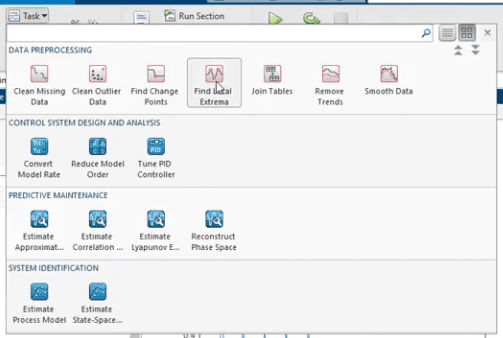 Task
Run Section
DATA PREPROCESSING
Clean Missing Data
Clean Outlier Data
Find Change Points
Find Local Extrema
Join Tables
Remove Trends
Smooth Data
CONTROL SYSTEM DESIGN AND ANALYSIS
Convert Model Rate
Reduce Model Order
Tune PID Controller
PREDICTIVE MAINTENANCE
Estimate Approximat...
Estimate Correlation ...
Estimate Lyapunov E...
Reconstruct Phase Space
SYSTEM IDENTIFICATION
Estimate Process Model
Estimate State-Space...